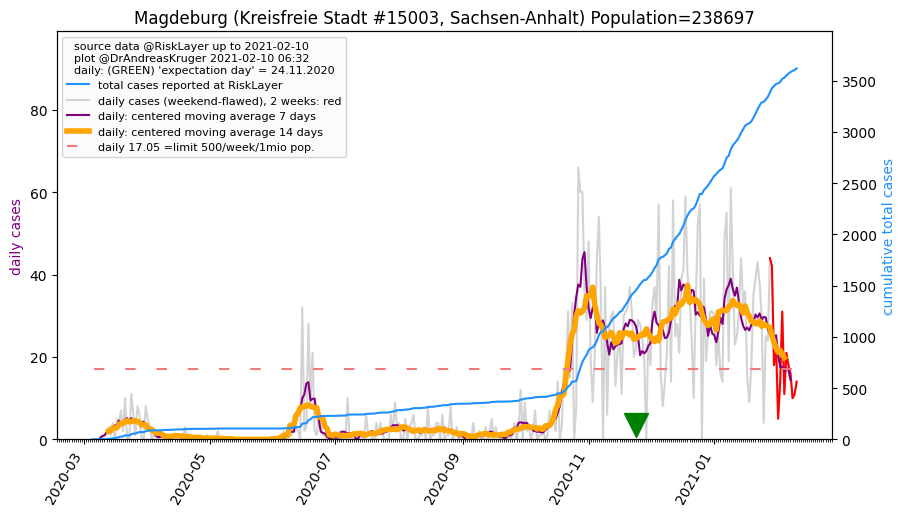 Magdeburg (Kreisfreie Stadt #15003, Sachsen-Anhalt) Population=238697
source data @RiskLayer up to 2021-02-10
plot @DrAndreasKruger 2021-02-10 06:32
daily: (GREEN) 'expectation day' = 24.11.2020
total cases reported at RiskLayer
daily cases (weekend-flawed), 2 weeks: red
daily: centered moving average 7 days
daily: centered moving average 14 days
daily 17.05 =limit 500/week/1mio pop.
daily cases
80
60
40
20
0
cumulative total cases
3500
3000
2500
2000
1500
1000
500
0
2020-03
2020-05
2020-07
2020-09
2020-11
2021-01